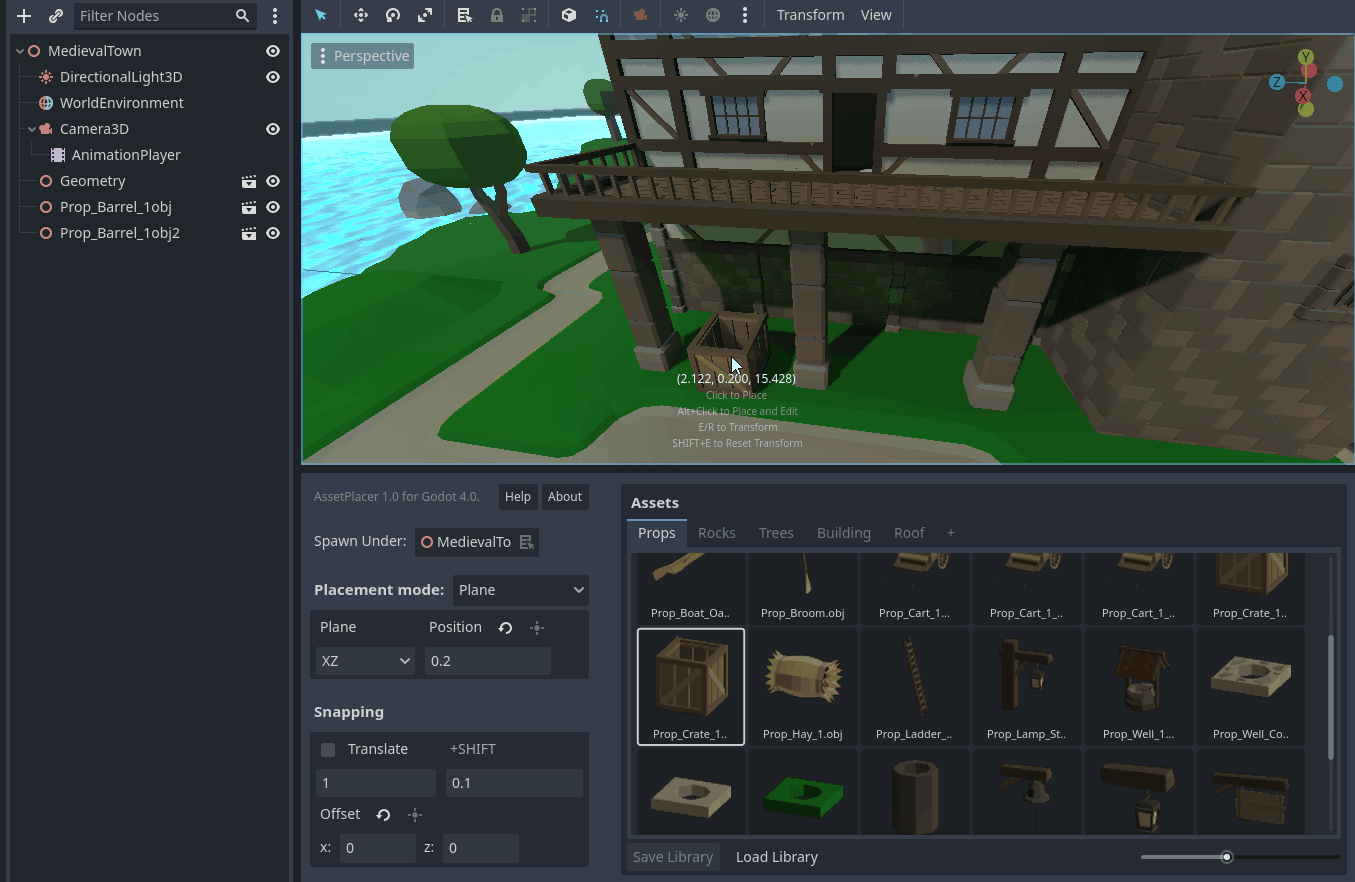 Filter Nodes
Transform View
MedievalTown
DirectionalLight3D
WorldEnvironment
Camera3D
AnimationPlayer
Geometry
Prop_Barrel_1obj
Prop_Barrel_1obj2
Perspective
Y
Z
X
(2.122, 0.200, 15.428)
Click to Place
Alt+Click to Place and Edit
E/R to Transform
SHIFT+E to Reset Transform
AssetPlacer 1.0 for Godot 4.0. Help About
Spawn Under: MedievalTo
Placement mode: Plane
Plane Position
XZ 0.2
Snapping
Translate +SHIFT
1 0.1
Offset
x: 0 z: 0
Assets
Props Rocks Trees Building Roof +
Prop_Boat_Oa.. Prop_Broom.obj Prop_Cart_1... Prop_Cart_1_.. Prop_Cart_1_.. Prop_Crate_1..
Prop_Crate_1.. Prop_Hay_1.obj Prop_Ladder_.. Prop_Lamp_St.. Prop_Well_1... Prop_Well_Co..
Save Library Load Library